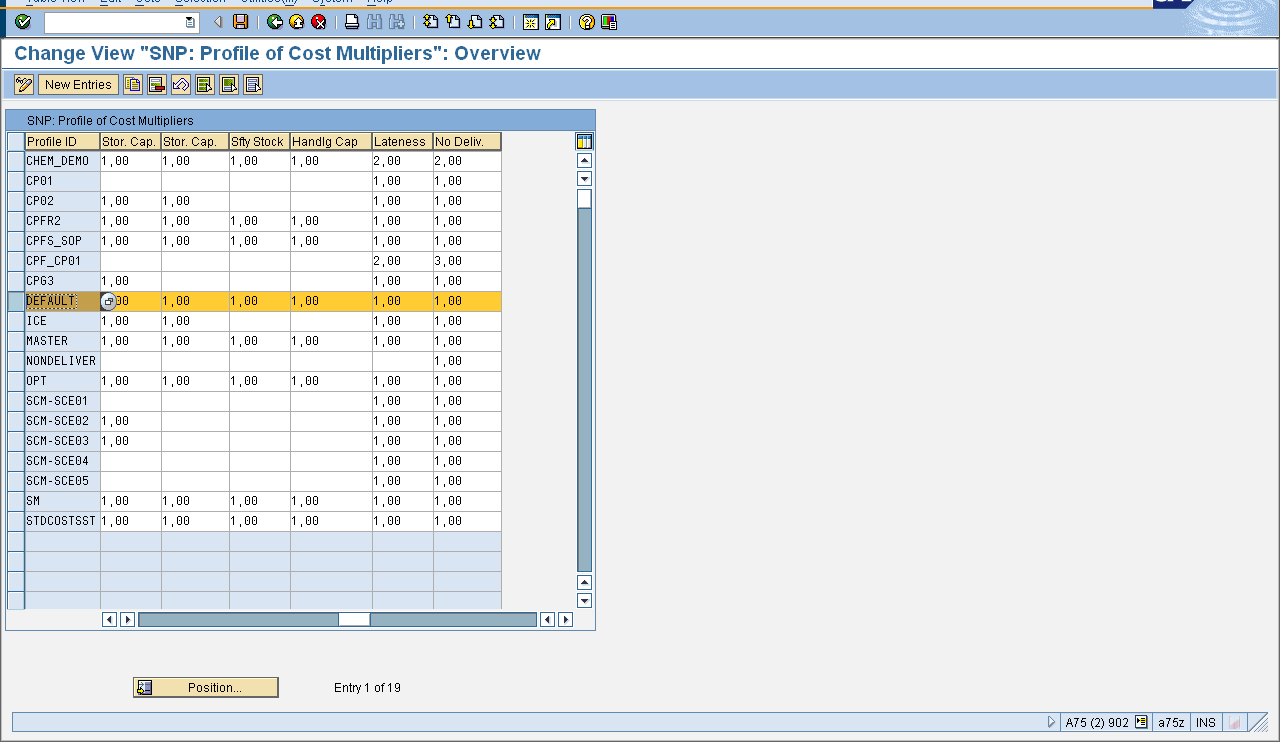 Table View Edit Goto Selection Utilities(M) System Help
Change View "SNP: Profile of Cost Multipliers": Overview
New Entries
SNP: Profile of Cost Multipliers
Profile ID Stor. Cap. Stor. Cap. Sfty Stock Handlg Cap Lateness No Deliv.
CHEM_DEMO 1,00 1,00 1,00 1,00 2,00 2,00
CP01 1,00 1,00
CP02 1,00 1,00 1,00 1,00
CPFR2 1,00 1,00 1,00 1,00 1,00 1,00
CPFS_SOP 1,00 1,00 1,00 1,00 1,00 1,00
CPF_CP01 2,00 3,00
CPG3 1,00 1,00 1,00
DEFAULT 00 1,00 1,00 1,00 1,00 1,00
ICE 1,00 1,00 1,00 1,00
MASTER 1,00 1,00 1,00 1,00 1,00 1,00
NONDELIVER 1,00
OPT 1,00 1,00 1,00 1,00 1,00 1,00
SCM-SCE01 1,00 1,00
SCM-SCE02 1,00 1,00 1,00
SCM-SCE03 1,00 1,00 1,00
SCM-SCE04 1,00 1,00
SCM-SCE05 1,00 1,00
SM 1,00 1,00 1,00 1,00 1,00 1,00
STDCOSTSST 1,00 1,00 1,00 1,00 1,00 1,00
Position... Entry 1 of 19
A75 (2) 902 a75z INS